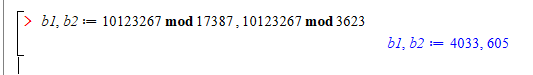 > b1, b2 := 10123267 mod 17387, 10123267 mod 3623
b1, b2 := 4033, 605